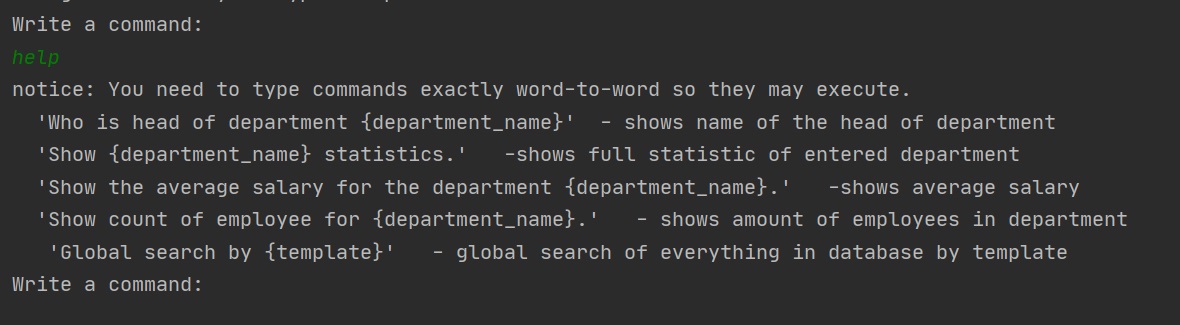 Write a command:
help
notice: You need to type commands exactly word-to-word so they may execute.
'Who is head of department {department_name}'  - shows name of the head of department
'Show {department_name} statistics.'   -shows full statistic of entered department
'Show the average salary for the department {department_name}.'   -shows average salary
'Show count of employee for {department_name}.'   - shows amount of employees in department
'Global search by {template}'   - global search of everything in database by template
Write a command: